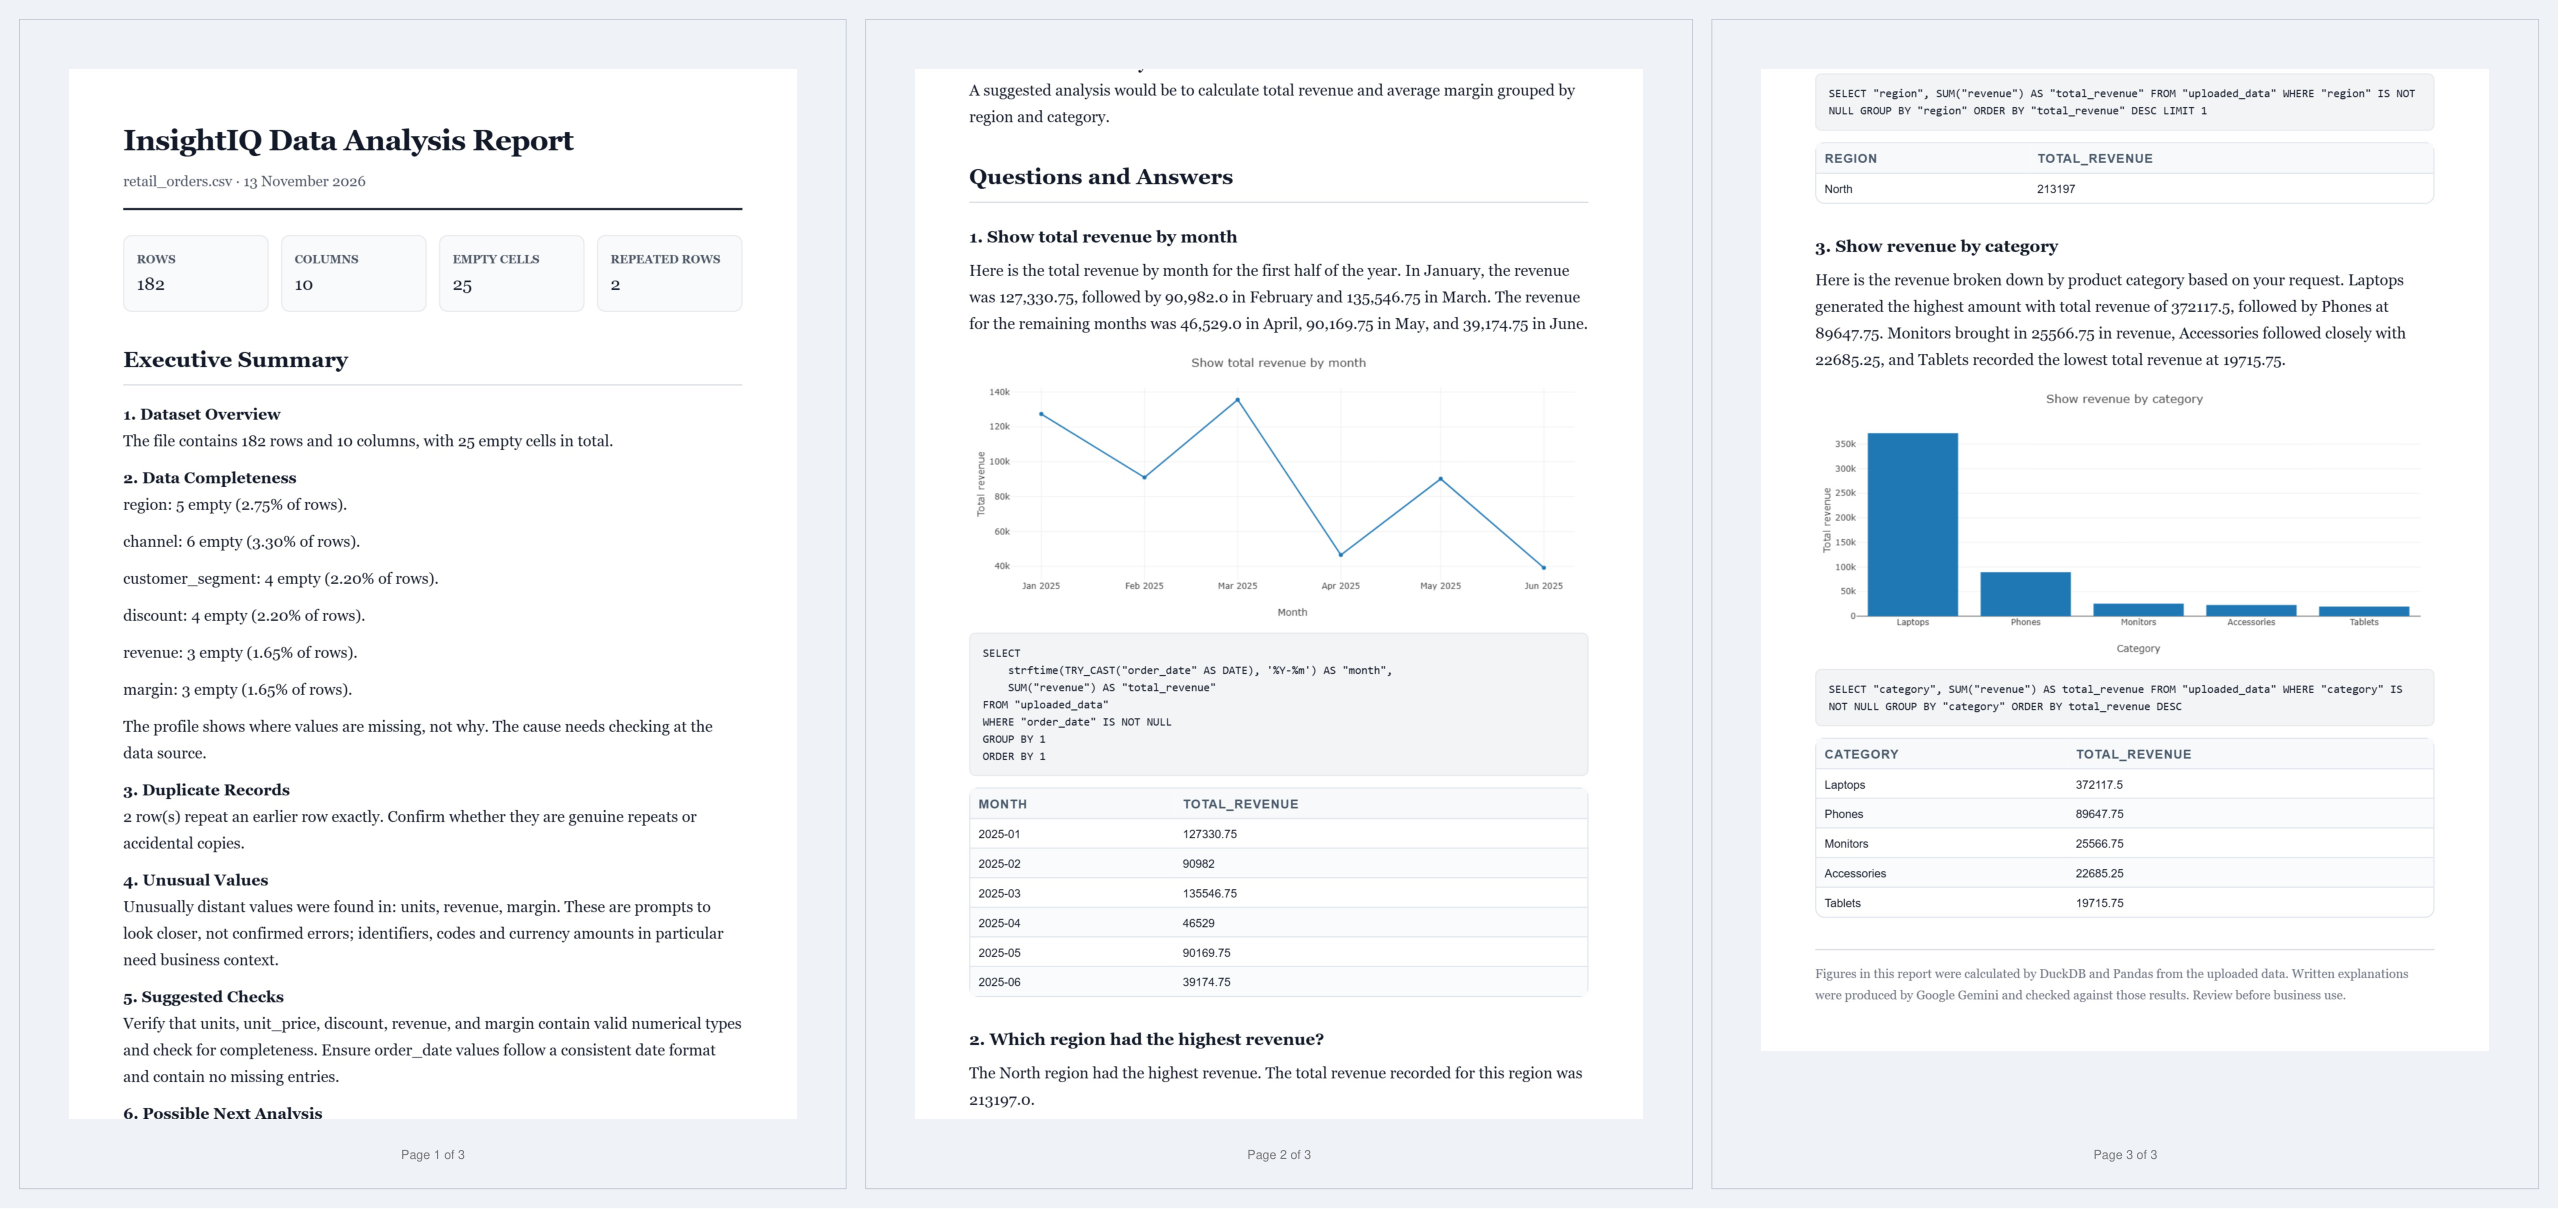 InsightIQ Data Analysis Report
retail_orders.csv · 13 November 2026
ROWS
182
COLUMNS
10
EMPTY CELLS
25
REPEATED ROWS
2
Executive Summary
1. Dataset Overview
The file contains 182 rows and 10 columns, with 25 empty cells in total.
2. Data Completeness
region: 5 empty (2.75% of rows).
channel: 6 empty (3.30% of rows).
customer_segment: 4 empty (2.20% of rows).
discount: 4 empty (2.20% of rows).
revenue: 3 empty (1.65% of rows).
margin: 3 empty (1.65% of rows).
The profile shows where values are missing, not why. The cause needs checking at the
data source.
3. Duplicate Records
2 row(s) repeat an earlier row exactly. Confirm whether they are genuine repeats or
accidental copies.
4. Unusual Values
Unusually distant values were found in: units, revenue, margin. These are prompts to
look closer, not confirmed errors; identifiers, codes and currency amounts in particular
need business context.
5. Suggested Checks
Verify that units, unit_price, discount, revenue, and margin contain valid numerical types
and check for completeness. Ensure order_date values follow a consistent date format
and contain no missing entries.
6. Possible Next Analysis
Page 1 of 3
A suggested analysis would be to calculate total revenue and average margin grouped by
region and category.
Questions and Answers
1. Show total revenue by month
Here is the total revenue by month for the first half of the year. In January, the revenue
was 127,330.75, followed by 90,982.0 in February and 135,546.75 in March. The revenue
for the remaining months was 46,529.0 in April, 90,169.75 in May, and 39,174.75 in June.
Show total revenue by month
Total revenue
140k
120k
100k
80k
60k
40k
Jan 2025 Feb 2025 Mar 2025 Apr 2025 May 2025 Jun 2025
Month
SELECT
    strftime(TRY_CAST("order_date" AS DATE), '%Y-%m') AS "month",
    SUM("revenue") AS "total_revenue"
FROM "uploaded_data"
WHERE "order_date" IS NOT NULL
GROUP BY 1
ORDER BY 1
MONTH TOTAL_REVENUE
2025-01 127330.75
2025-02 90982
2025-03 135546.75
2025-04 46529
2025-05 90169.75
2025-06 39174.75
2. Which region had the highest revenue?
The North region had the highest revenue. The total revenue recorded for this region was
213197.0.
Page 2 of 3
SELECT "region", SUM("revenue") AS "total_revenue" FROM "uploaded_data" WHERE "region" IS NOT
NULL GROUP BY "region" ORDER BY "total_revenue" DESC LIMIT 1
REGION TOTAL_REVENUE
North 213197
3. Show revenue by category
Here is the revenue broken down by product category based on your request. Laptops
generated the highest amount with total revenue of 372117.5, followed by Phones at
89647.75. Monitors brought in 25566.75 in revenue, Accessories followed closely with
22685.25, and Tablets recorded the lowest total revenue at 19715.75.
Show revenue by category
Total revenue
350k
300k
250k
200k
150k
100k
50k
0
Laptops Phones Monitors Accessories Tablets
Category
SELECT "category", SUM("revenue") AS total_revenue FROM "uploaded_data" WHERE "category" IS
NOT NULL GROUP BY "category" ORDER BY total_revenue DESC
CATEGORY TOTAL_REVENUE
Laptops 372117.5
Phones 89647.75
Monitors 25566.75
Accessories 22685.25
Tablets 19715.75
Figures in this report were calculated by DuckDB and Pandas from the uploaded data. Written explanations
were produced by Google Gemini and checked against those results. Review before business use.
Page 3 of 3